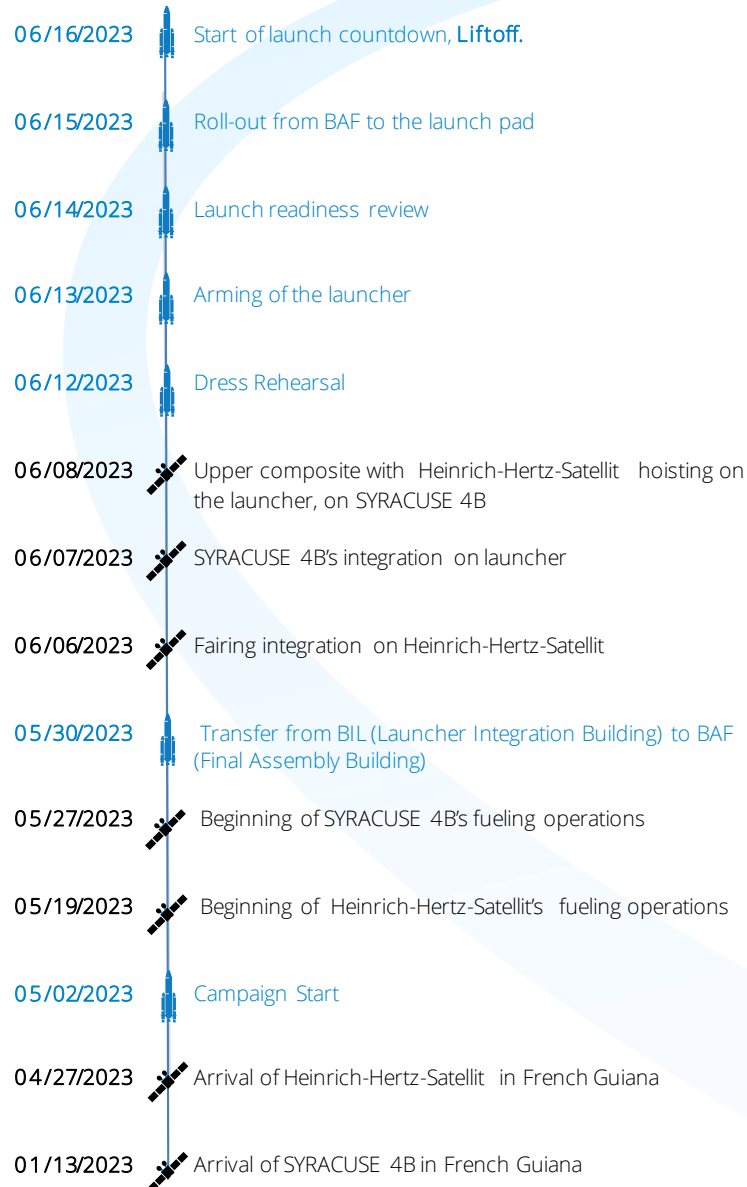 06/16/2023 Start of launch countdown, Liftoff.
06/15/2023 Roll-out from BAF to the launch pad
06/14/2023 Launch readiness review
06/13/2023 Arming of the launcher
06/12/2023 Dress Rehearsal
06/08/2023 Upper composite with Heinrich-Hertz-Satellit hoisting on
the launcher, on SYRACUSE 4B
06/07/2023 SYRACUSE 4B's integration on launcher
06/06/2023 Fairing integration on Heinrich-Hertz-Satellit
05/30/2023 Transfer from BIL (Launcher Integration Building) to BAF
(Final Assembly Building)
05/27/2023 Beginning of SYRACUSE 4B's fueling operations
05/19/2023 Beginning of Heinrich-Hertz-Satellit's fueling operations
05/02/2023 Campaign Start
04/27/2023 Arrival of Heinrich-Hertz-Satellit in French Guiana
01/13/2023 Arrival of SYRACUSE 4B in French Guiana